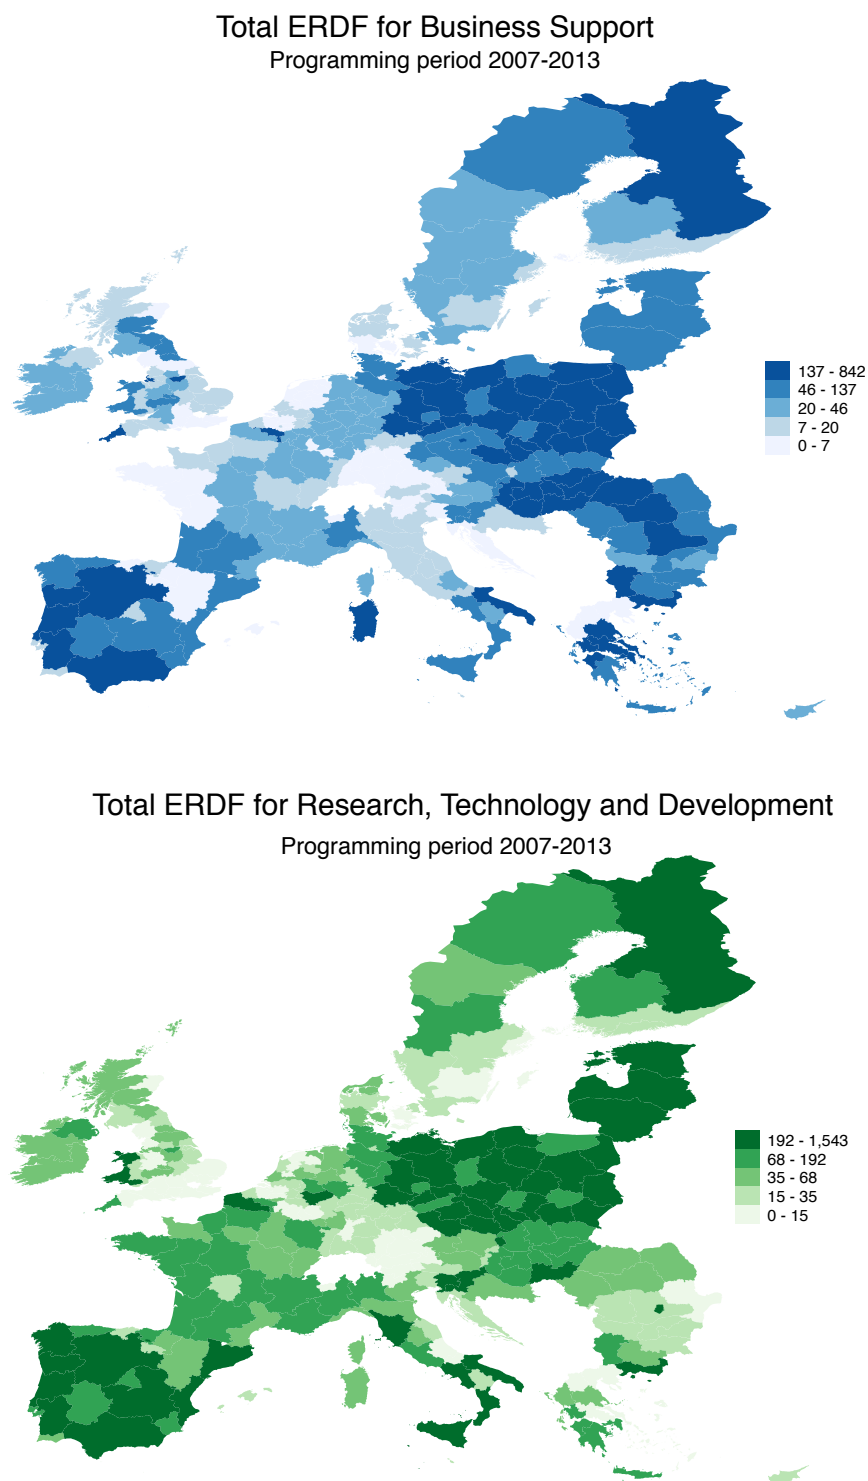 Total ERDF for Business Support
Programming period 2007-2013
137 - 842
46 - 137
20 - 46
7 - 20
0 - 7
Total ERDF for Research, Technology and Development
Programming period 2007-2013
192 - 1,543
68 - 192
35 - 68
15 - 35
0 - 15